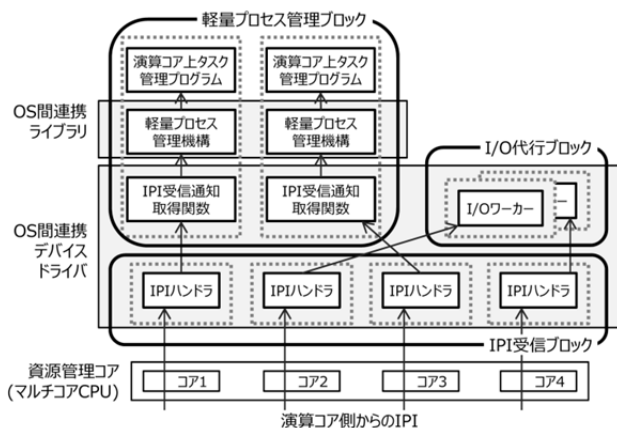 軽量プロセス管理ブロック
演算コア上タスク
管理プログラム
演算コア上タスク
管理プログラム
OS間連携
ライブラリ
軽量プロセス
管理機構
軽量プロセス
管理機構
I/O代行ブロック
IPI受信通知
取得関数
IPI受信通知
取得関数
I/Oワーカー
ー
OS間連携
デバイス
ドライバ
IPIハンドラ
IPIハンドラ
IPIハンドラ
IPIハンドラ
IPI受信ブロック
資源管理コア
(マルチコアCPU)
コア1
コア2
コア3
コア4
演算コア側からのIPI